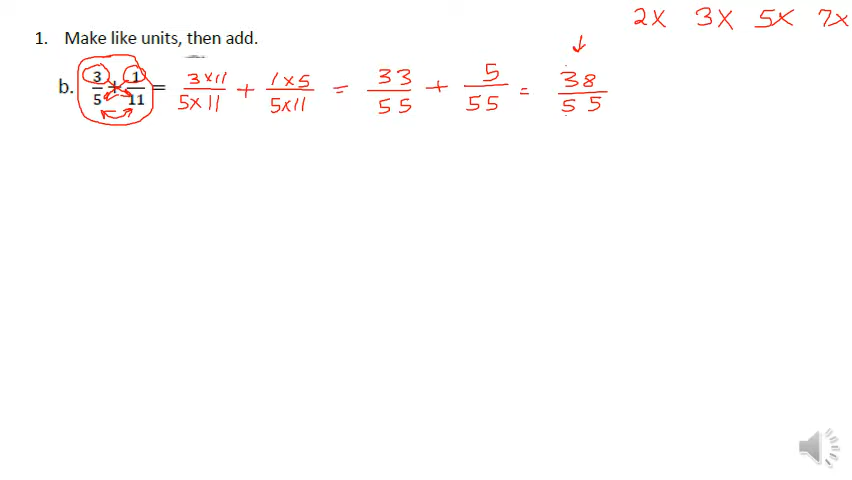 2x 3x 5x 7x
1. Make like units, then add.
b. 3/5 + 1/11 = 3×11/5×11 + 1×5/5×11 = 33/55 + 5/55 = 38/55